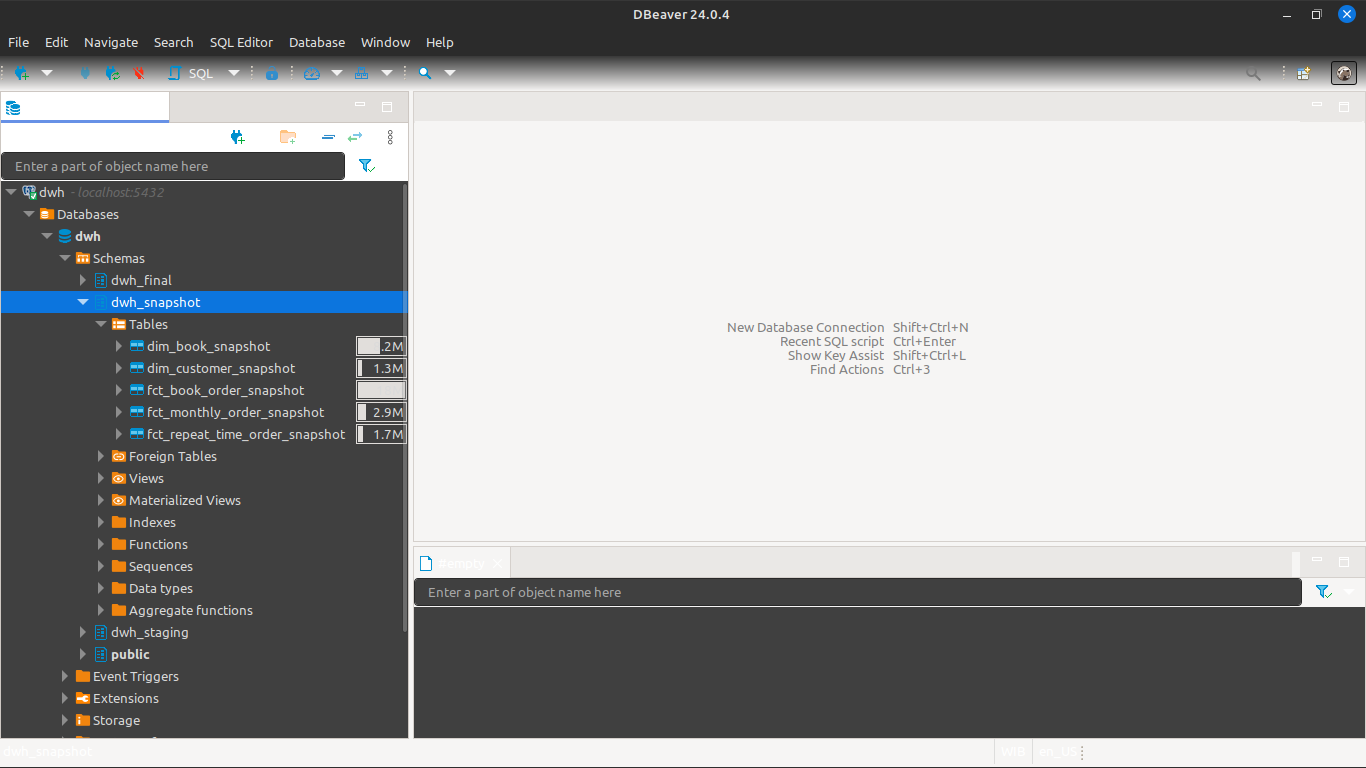 DBeaver 24.0.4
File Edit Navigate Search SQL Editor Database Window Help
SQL
Enter a part of object name here
dwh - localhost:5432
Databases
dwh
Schemas
dwh_final
dwh_snapshot
Tables
dim_book_snapshot .2M
dim_customer_snapshot 1.3M
fct_book_order_snapshot
fct_monthly_order_snapshot 2.9M
fct_repeat_time_order_snapshot 1.7M
Foreign Tables
Views
Materialized Views
Indexes
Functions
Sequences
Data types
Aggregate functions
dwh_staging
public
Event Triggers
Extensions
Storage
New Database Connection Shift+Ctrl+N
Recent SQL script Ctrl+Enter
Show Key Assist Shift+Ctrl+L
Find Actions Ctrl+3
Enter a part of object name here
dwh_snapshot WIB en_US